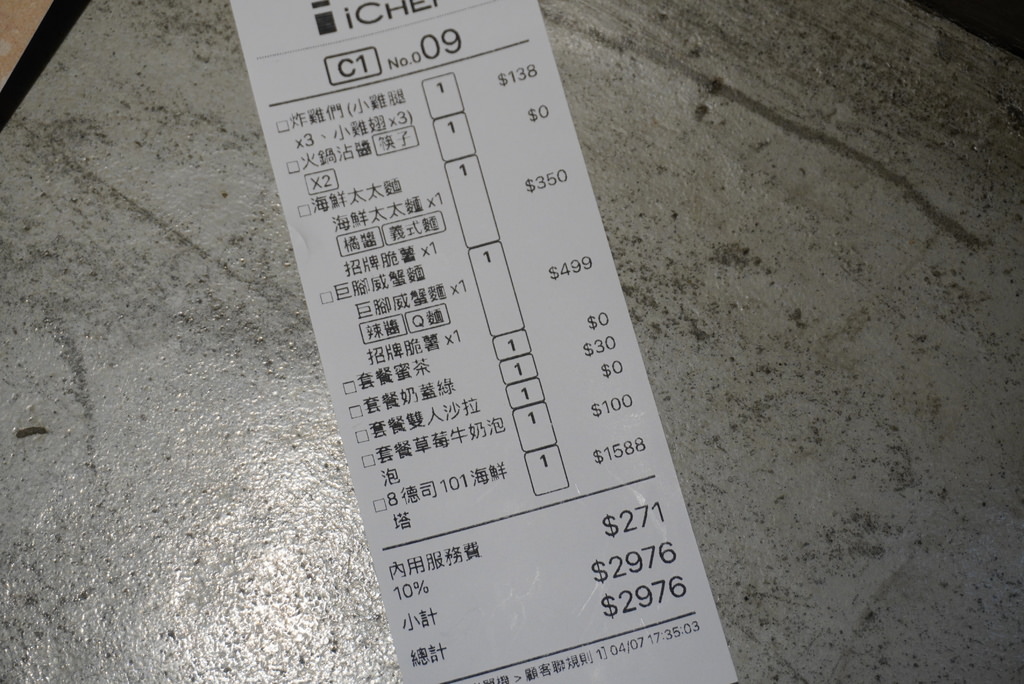 iCHEF
C1 No.009
□炸雞們(小雞腿 1 $138
x3、小雞翅x3)
□火鍋沾醬 筷子 1 $0
X2
□海鮮太太麵 1 $350
海鮮太太麵 x1
橘醬 義式麵
招牌脆薯 x1
□巨腳威蟹麵 1 $499
巨腳威蟹麵 x1
辣醬 Q麵
招牌脆薯 x1
□套餐蜜茶 1 $0
□套餐奶蓋綠 1 $30
□套餐雙人沙拉 1 $0
□套餐草莓牛奶泡 1 $100
泡
□8德司101海鮮 1 $1588
塔
內用服務費 $271
10%
小計 $2976
總計 $2976
> 顧客聯規則 1] 04/07 17:35:03